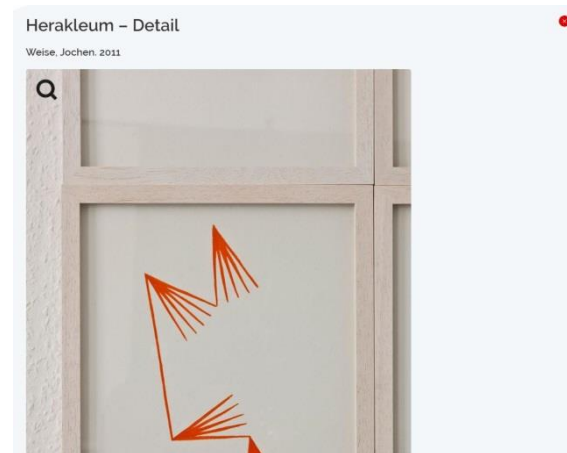 Herakleum – Detail
Weise, Jochen. 2011